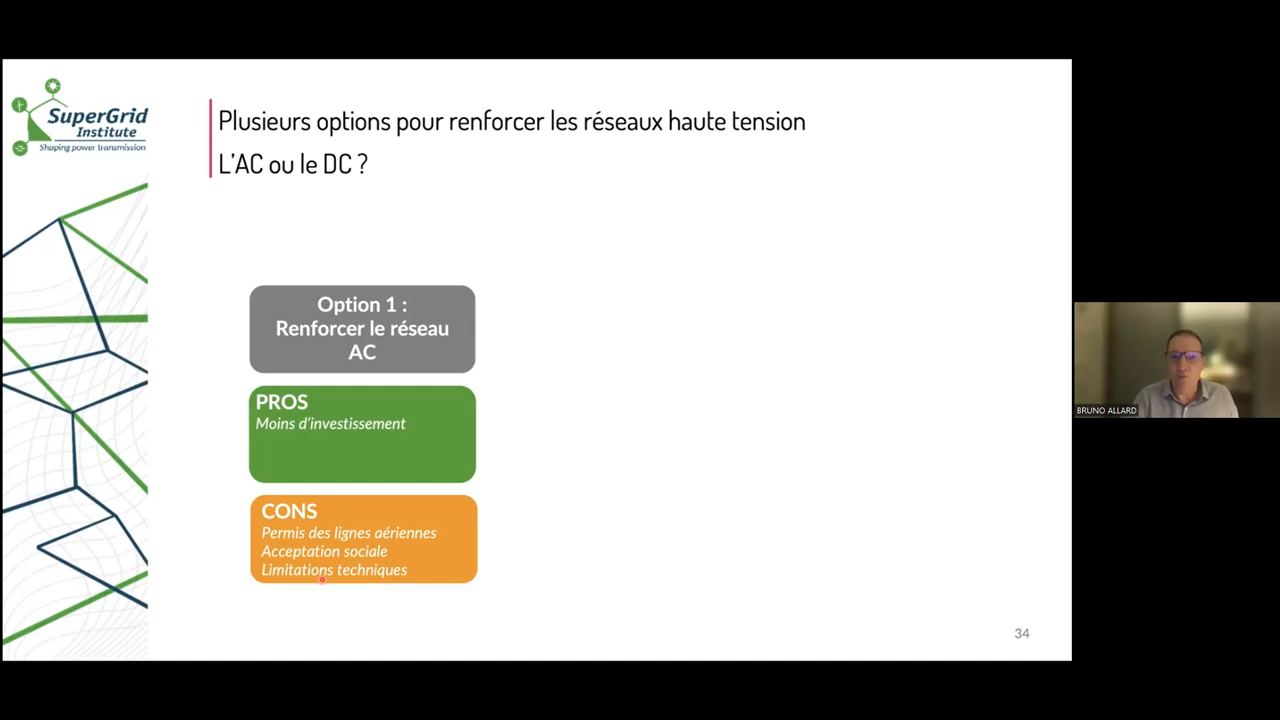 SuperGrid
Institute
Shaping power transmission
Plusieurs options pour renforcer les réseaux haute tension
L'AC ou le DC ?
Option 1 :
Renforcer le réseau
AC
PROS
Moins d'investissement
CONS
Permis des lignes aériennes
Acceptation sociale
Limitations techniques
34
BRUNO ALLARD